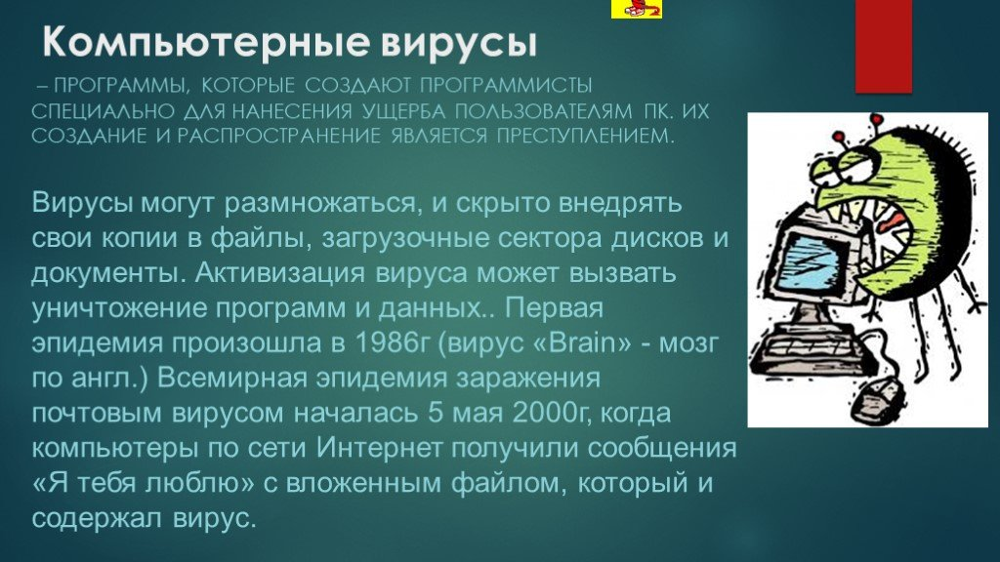 Компьютерные вирусы
– ПРОГРАММЫ, КОТОРЫЕ СОЗДАЮТ ПРОГРАММИСТЫ
СПЕЦИАЛЬНО ДЛЯ НАНЕСЕНИЯ УЩЕРБА ПОЛЬЗОВАТЕЛЯМ ПК. ИХ
СОЗДАНИЕ И РАСПРОСТРАНЕНИЕ ЯВЛЯЕТСЯ ПРЕСТУПЛЕНИЕМ.
Вирусы могут размножаться, и скрыто внедрять
свои копии в файлы, загрузочные сектора дисков и
документы. Активизация вируса может вызвать
уничтожение программ и данных.. Первая
эпидемия произошла в 1986г (вирус «Brain» - мозг
по англ.) Всемирная эпидемия заражения
почтовым вирусом началась 5 мая 2000г, когда
компьютеры по сети Интернет получили сообщения
«Я тебя люблю» с вложенным файлом, который и
содержал вирус.